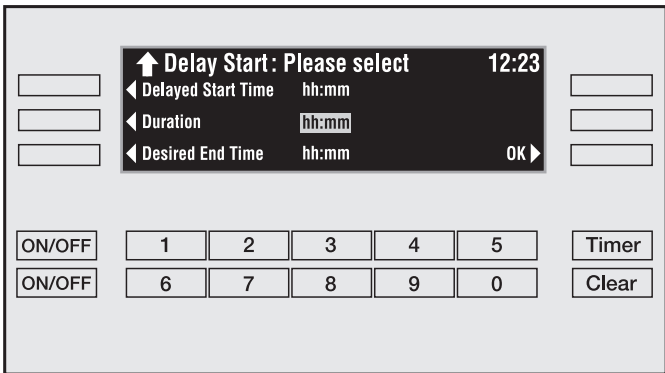 Delay Start: Please select 12:23
Delayed Start Time hh:mm
Duration hh:mm
Desired End Time hh:mm OK
ON/OFF 1 2 3 4 5 Timer
ON/OFF 6 7 8 9 0 Clear